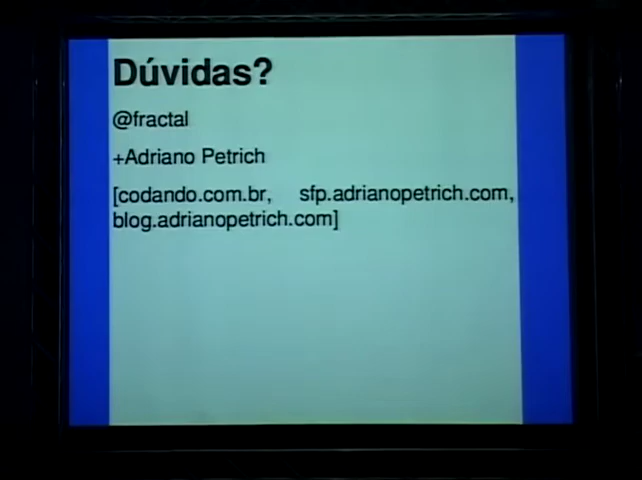 Dúvidas?
@fractal
+Adriano Petrich
[codando.com.br, sfp.adrianopetrich.com,
blog.adrianopetrich.com]